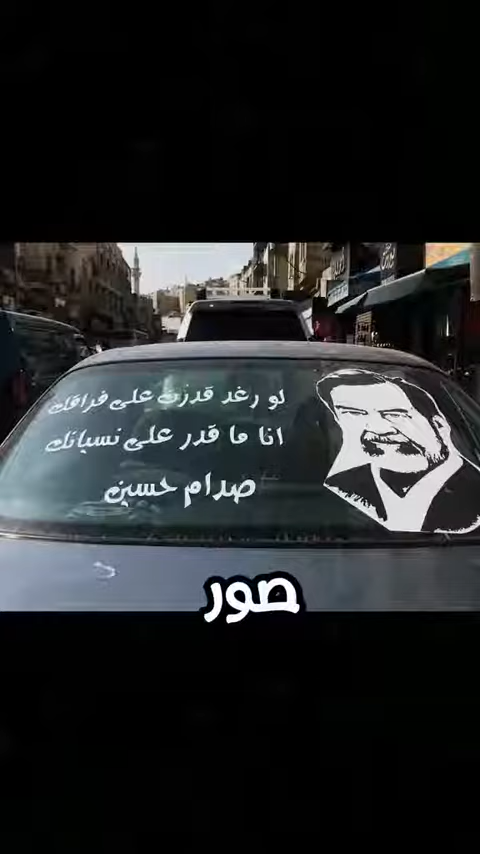 لو رغد قدرت على فراقك
انا ما قدر على نسيانك
صدام حسين
صور